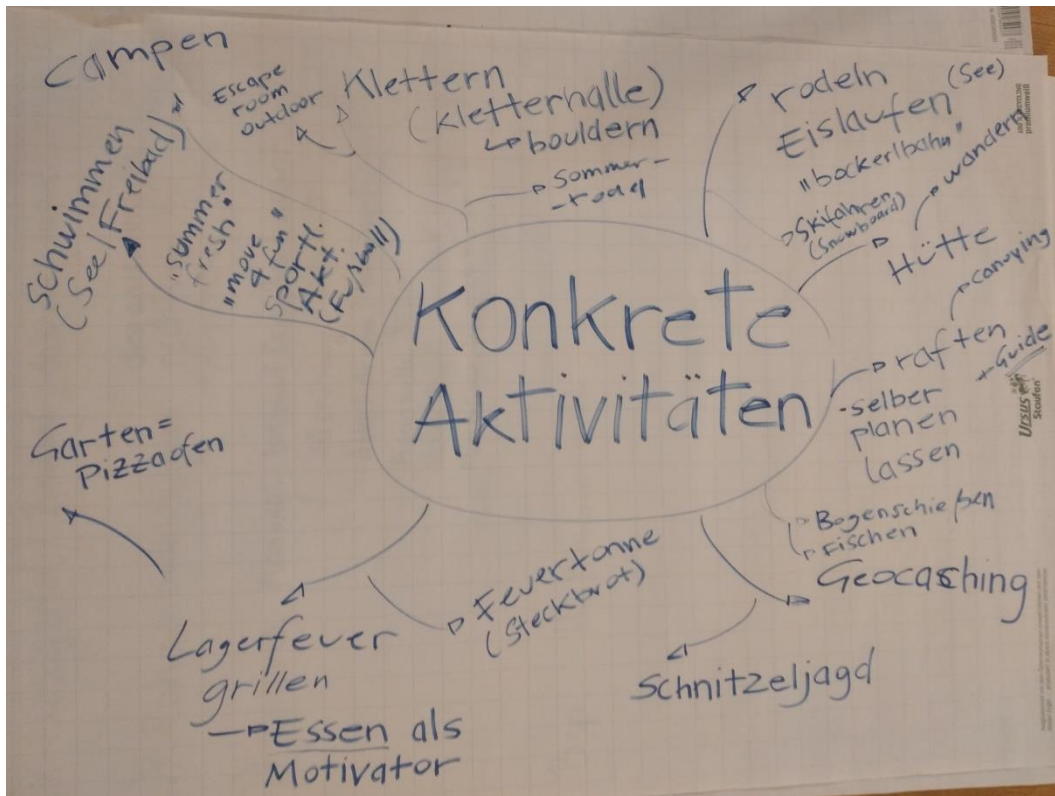 Konkrete
Aktivitäten
Campen
Escape
room
outdoor
Klettern
(Kletterhalle)
bouldern
Sommer-
-rodel
rodeln
Eislaufen (See)
"bockerlbahn"
Skifahren
(Snowboard)
wandern
Hütte
canoying
raften
+Guide
-selber
planen
lassen
Bogenschießen
Fischen
Geocasching
Schnitzeljagd
Feuertonne
(Steckbrot)
Lagerfeuer
grillen
Essen als
Motivator
Garten=
Pizzaofen
Schwimmen
(See/Freibad)
"summer
fresh"
"move
4 fun"
Sportl.
Akt.
(Fußball)
Ursus
Staufen